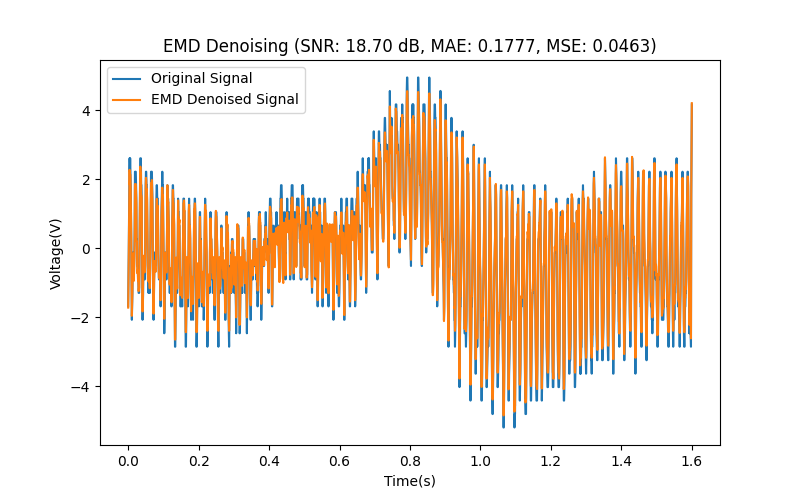 EMD Denoising (SNR: 18.70 dB, MAE: 0.1777, MSE: 0.0463)
Original Signal
EMD Denoised Signal
4
2
0
−2
−4
Voltage(V)
0.0 0.2 0.4 0.6 0.8 1.0 1.2 1.4 1.6
Time(s)